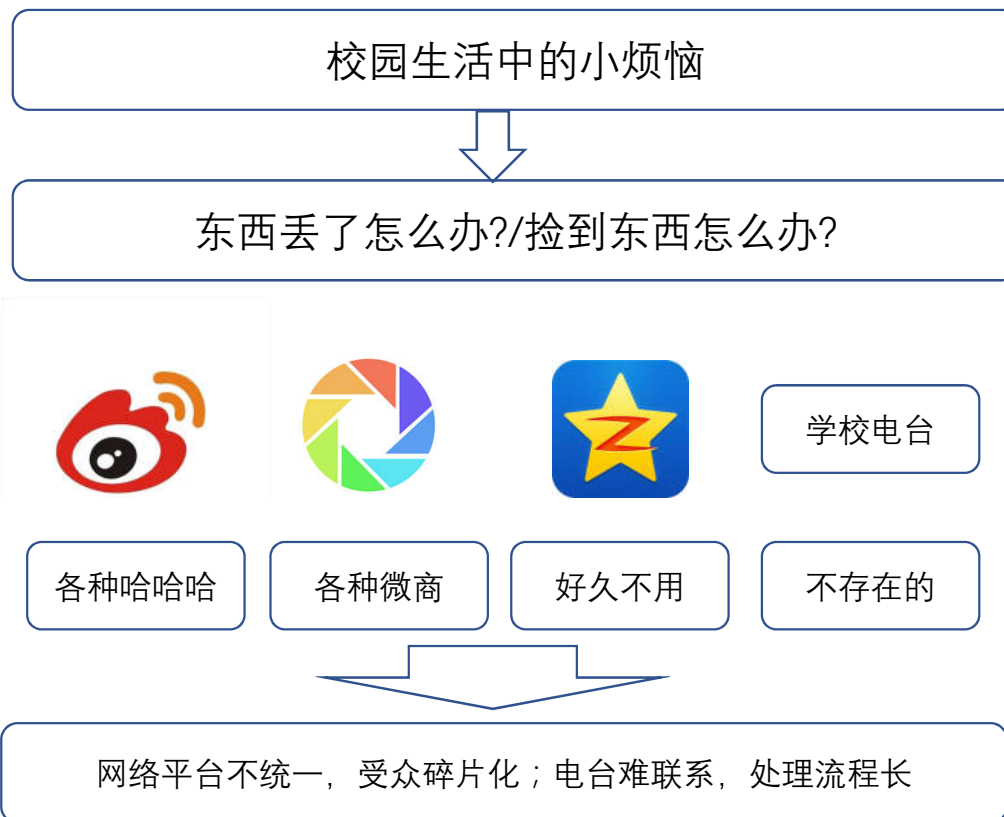 校园生活中的小烦恼
东西丢了怎么办?/捡到东西怎么办?
学校电台
各种哈哈哈
各种微商
好久不用
不存在的
网络平台不统一，受众碎片化；电台难联系，处理流程长